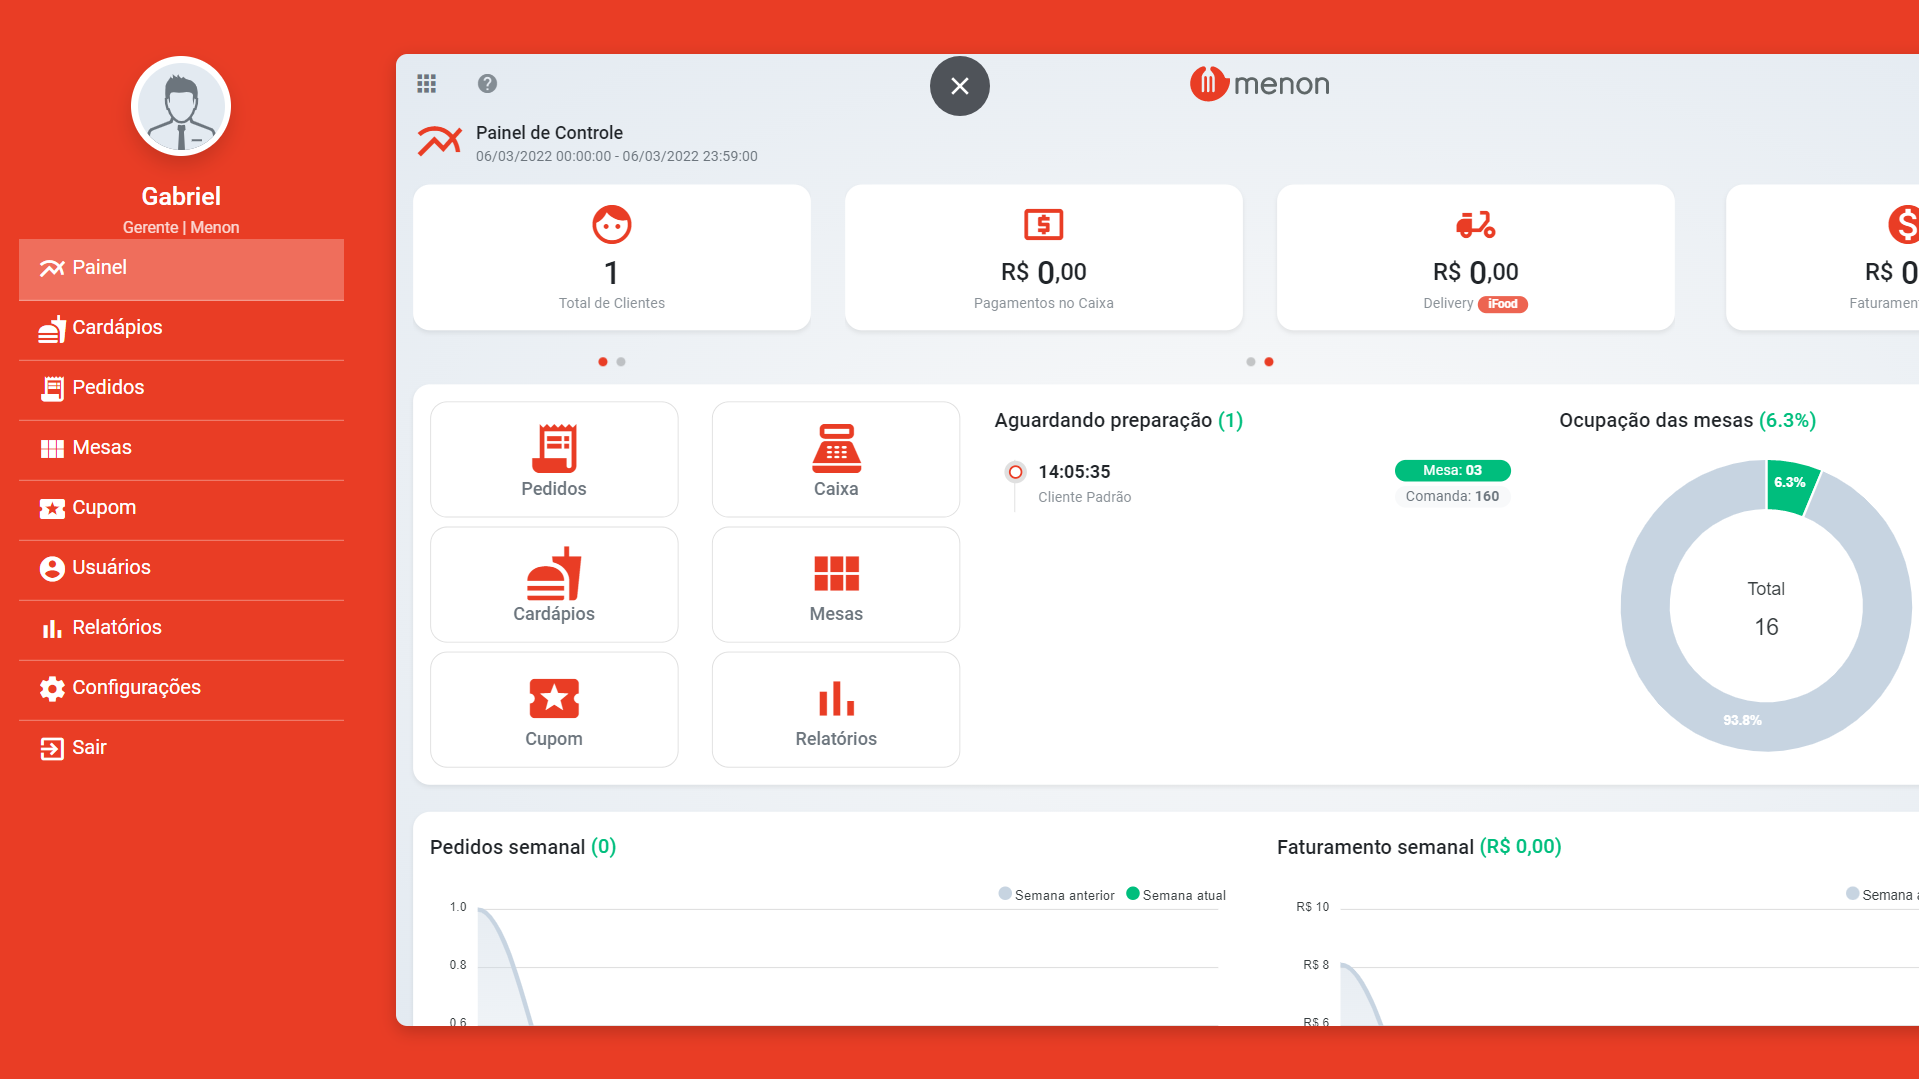 Gabriel
Gerente | Menon
Painel
Cardápios
Pedidos
Mesas
Cupom
Usuários
Relatórios
Configurações
Sair
menon
Painel de Controle
06/03/2022 00:00:00 - 06/03/2022 23:59:00
1
Total de Clientes
R$ 0,00
Pagamentos no Caixa
R$ 0,00
Delivery iFood
R$ 0
Faturamen
Pedidos
Caixa
Cardápios
Mesas
Cupom
Relatórios
Aguardando preparação (1)
14:05:35
Cliente Padrão
Mesa: 03
Comanda: 160
Ocupação das mesas (6.3%)
6.3%
Total
16
93.8%
Pedidos semanal (0)
Semana anterior
Semana atual
1.0
0.8
0.6
Faturamento semanal (R$ 0,00)
Semana a
R$ 10
R$ 8
R$ 6